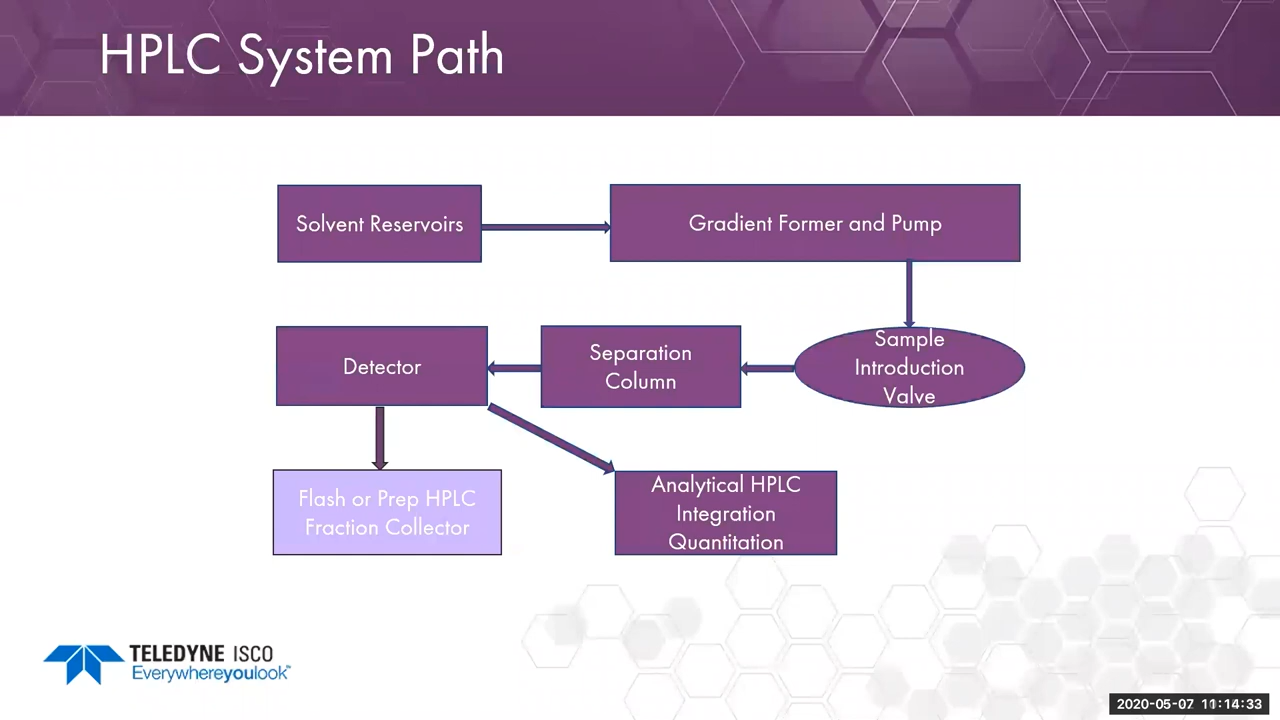 HPLC System Path
Solvent Reservoirs
Gradient Former and Pump
Detector
Separation
Column
Sample
Introduction
Valve
Flash or Prep HPLC
Fraction Collector
Analytical HPLC
Integration
Quantitation
TELEDYNE ISCO
Everywhereyoulook™
2020-05-07 11:14:33